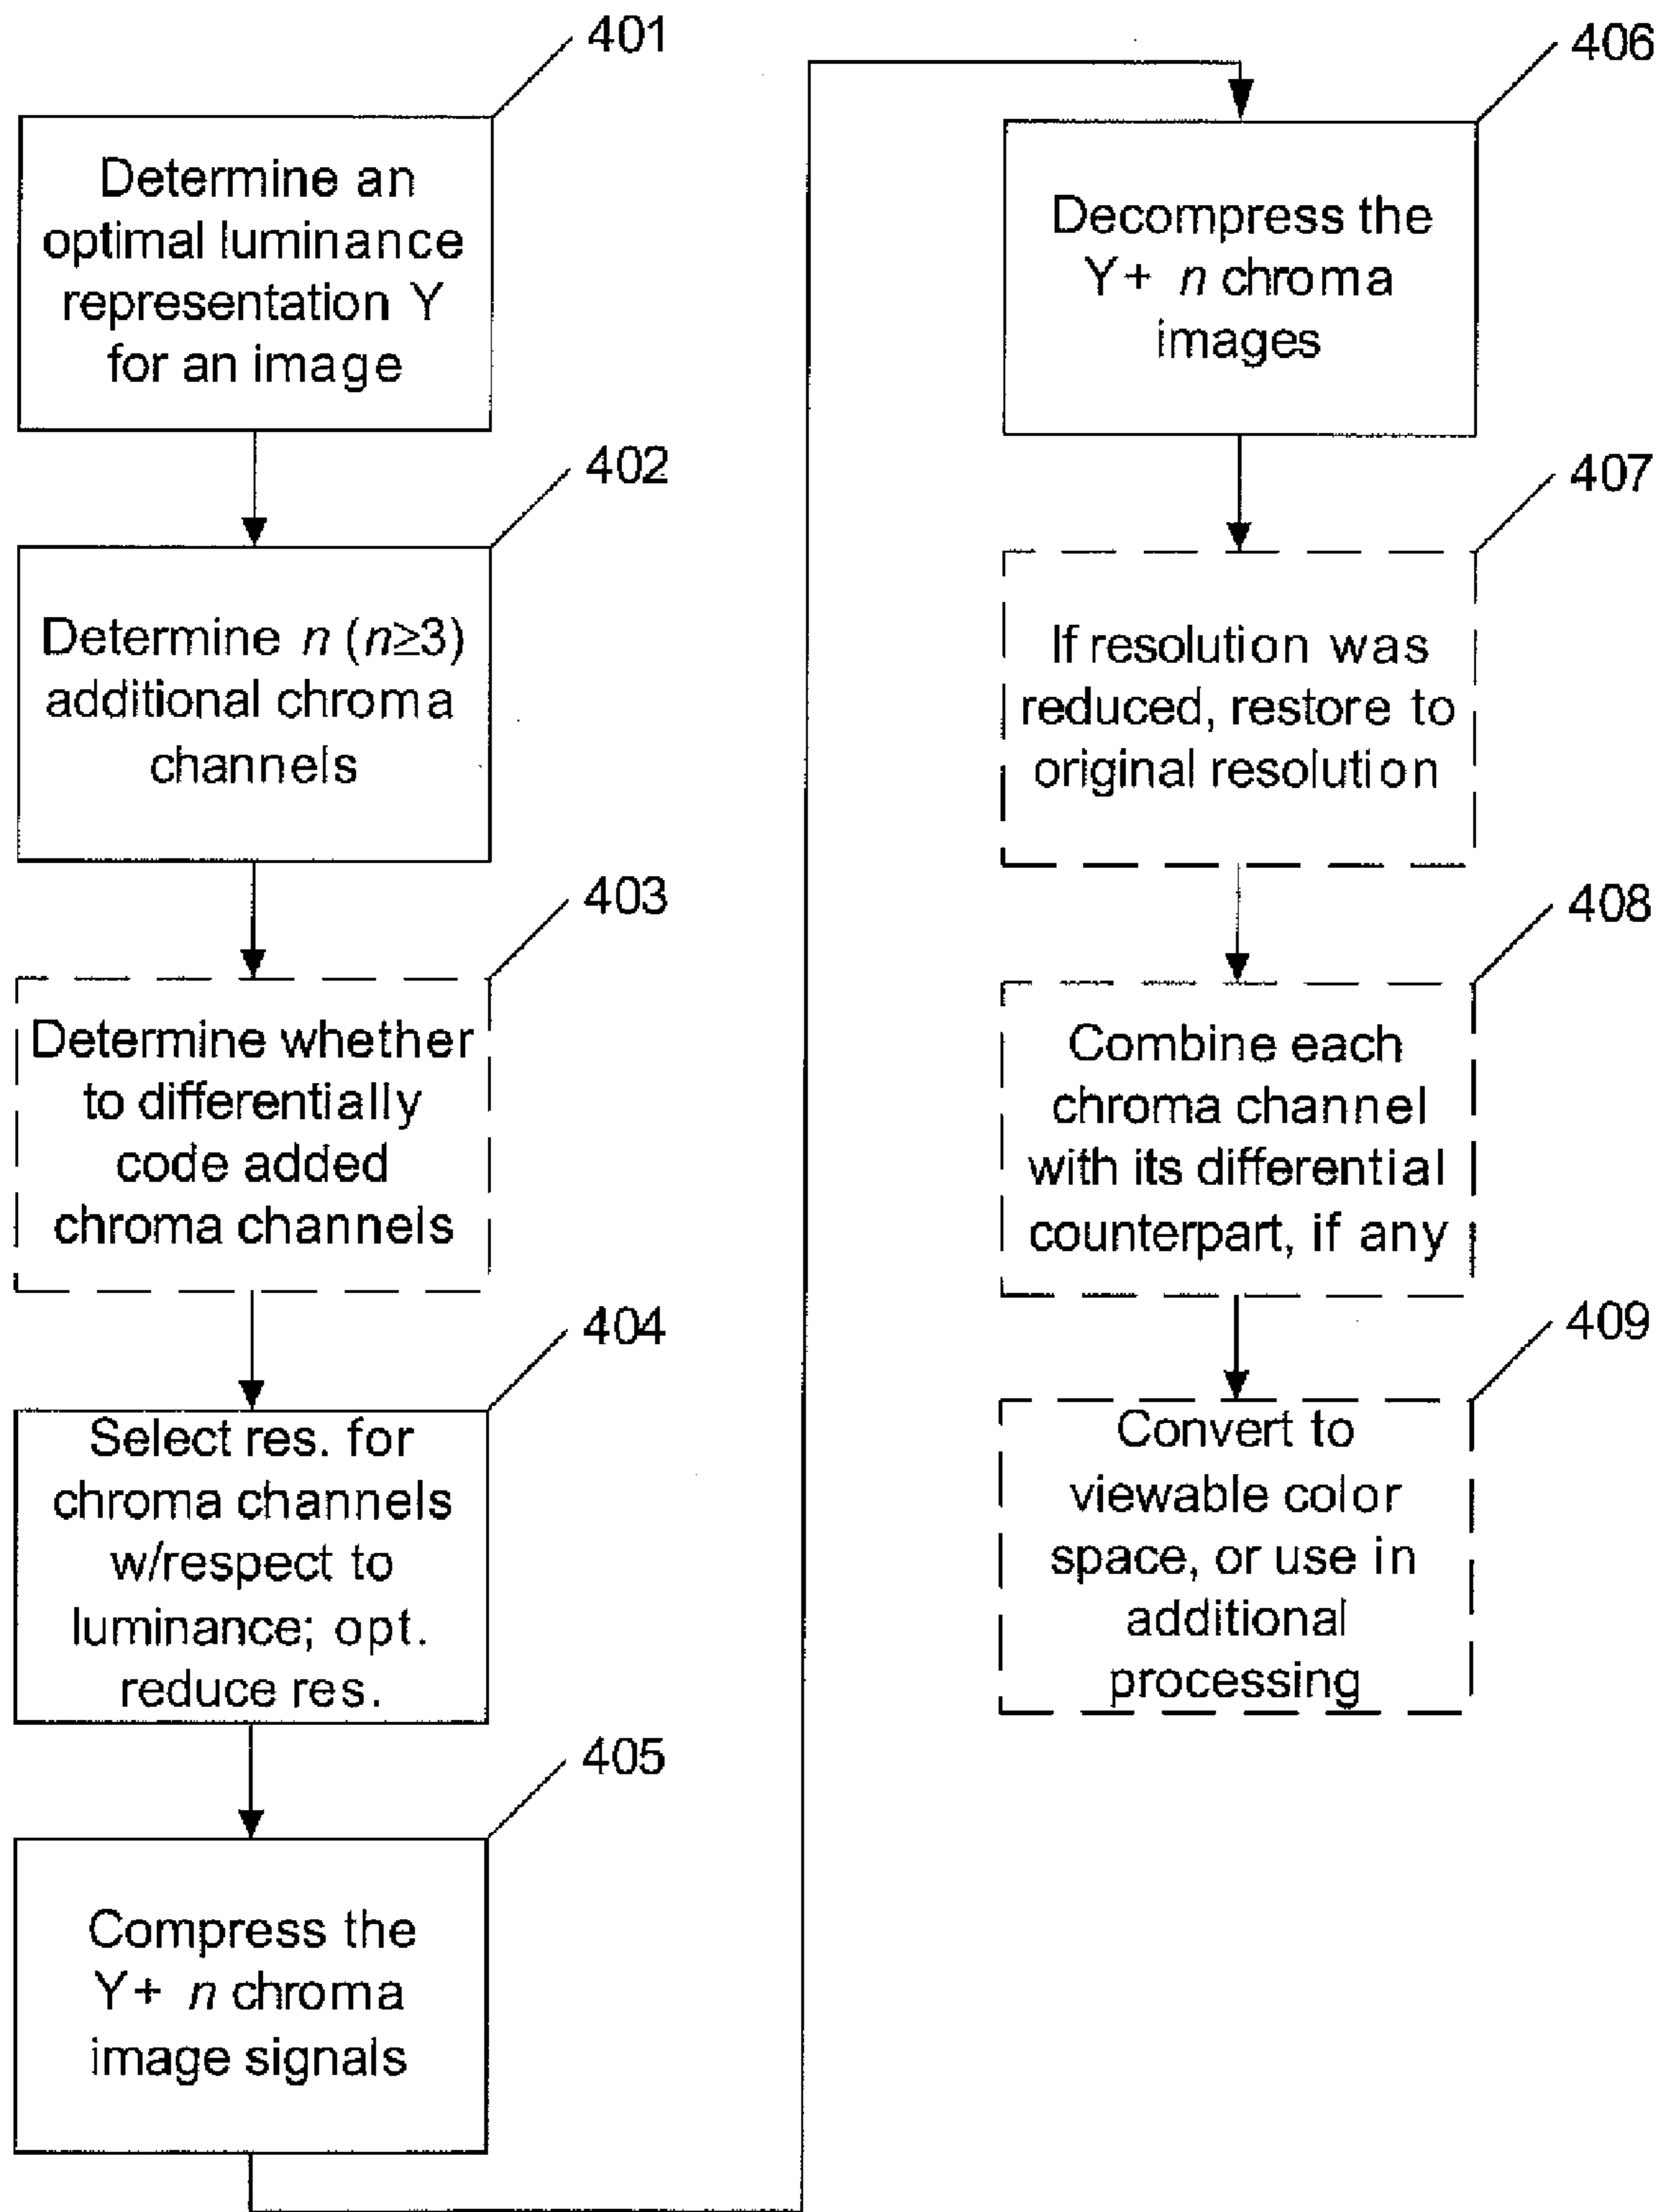 401
Determine an
optimal luminance
representation Y
for an image
402
Determine n (n≥3)
additional chroma
channels
403
Determine whether
to differentially
code added
chroma channels
404
Select res. for
chroma channels
w/respect to
luminance; opt.
reduce res.
405
Compress the
Y+ n chroma
image signals
406
Decompress the
Y+ n chroma
images
407
If resolution was
reduced, restore to
original resolution
408
Combine each
chroma channel
with its differential
counterpart, if any
409
Convert to
viewable color
space, or use in
additional
processing